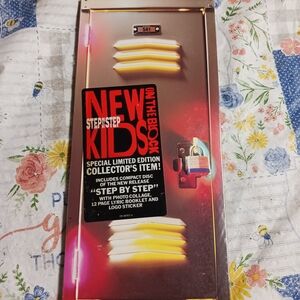 541
NEW
ON THE BLOCK
STEP BY STEP
KIDS
SPECIAL LIMITED EDITION
COLLECTOR'S ITEM!
INCLUDES COMPACT DISC
OF THE NEW RELEASE
"STEP BY STEP"
WITH PHOTO COLLAGE,
12 PAGE LYRIC BOOKLET AND
LOGO STICKER